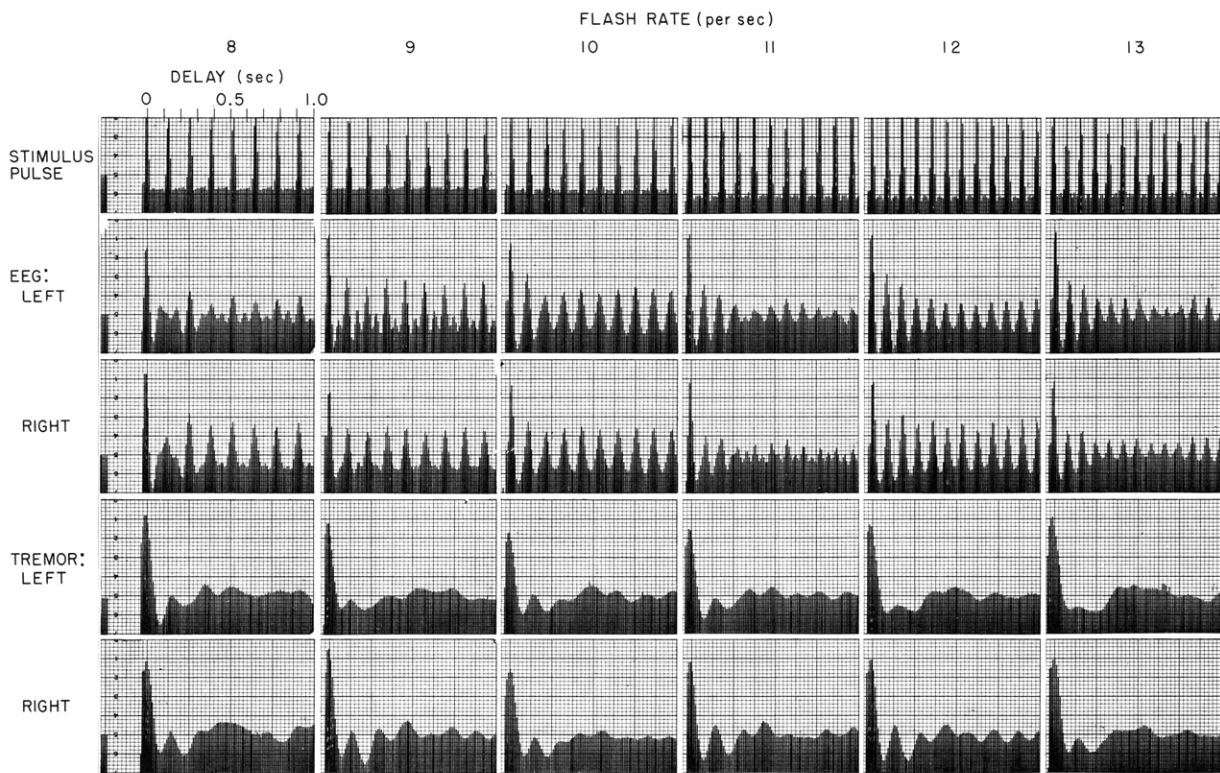 FLASH RATE (per sec)
8 9 10 11 12 13
DELAY (sec)
0 0.5 1.0
STIMULUS
PULSE
EEG:
LEFT
RIGHT
TREMOR:
LEFT
RIGHT